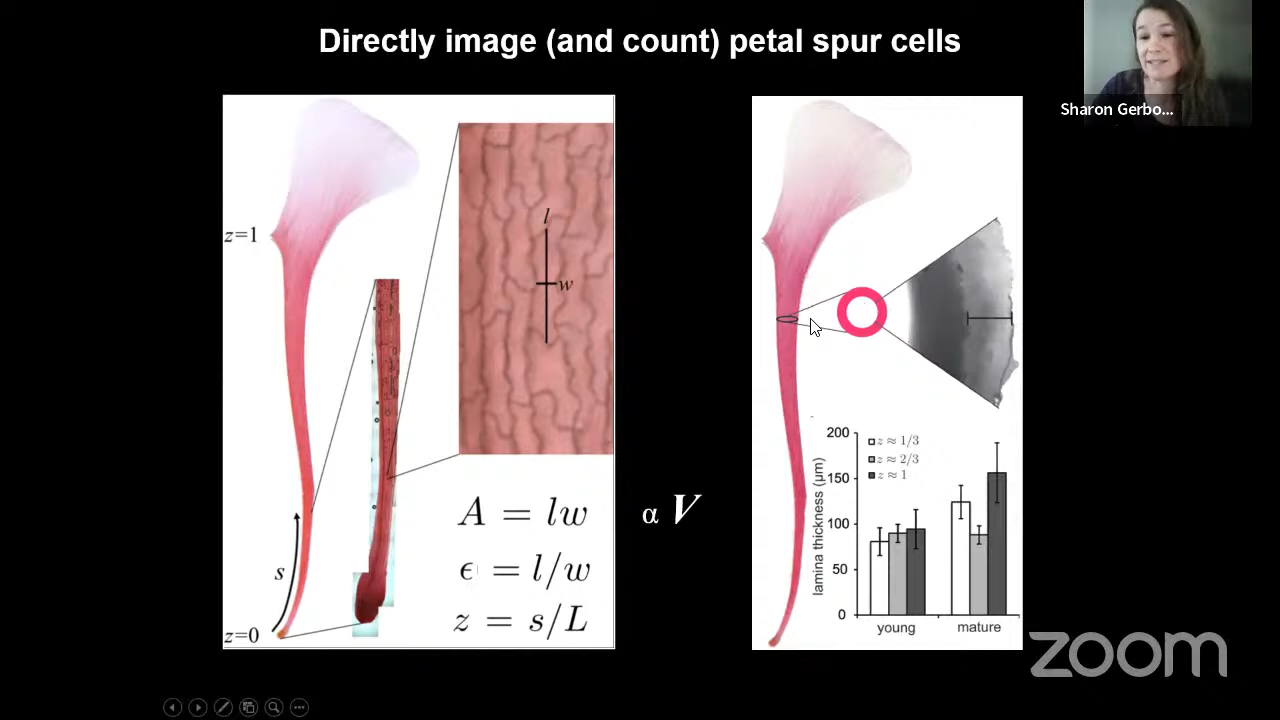 Directly image (and count) petal spur cells
Sharon Gerbo...
z=1
l
w
s
z=0
A = lw
ϵ = l/w
z = s/L
α V
200
150
100
50
0
lamina thickness (μm)
z ≈ 1/3
z ≈ 2/3
z ≈ 1
young
mature
zoom